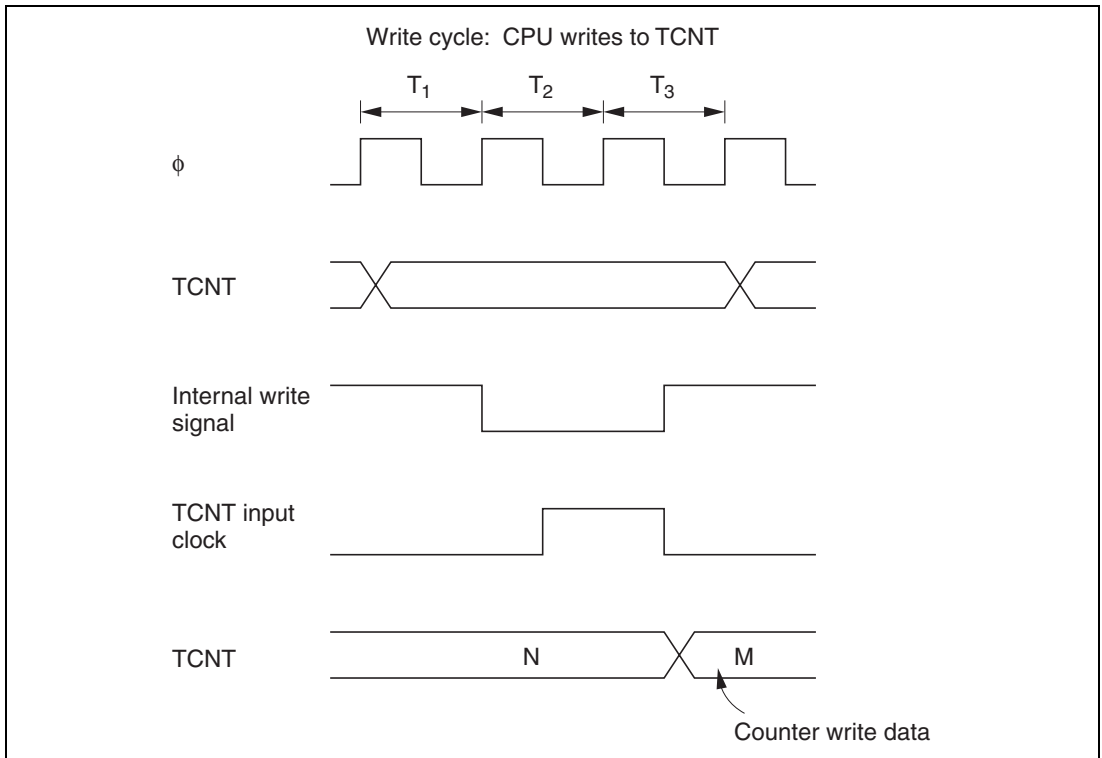 Write cycle: CPU writes to TCNT
T1 T2 T3
ϕ
TCNT
Internal write
signal
TCNT input
clock
TCNT N M
Counter write data